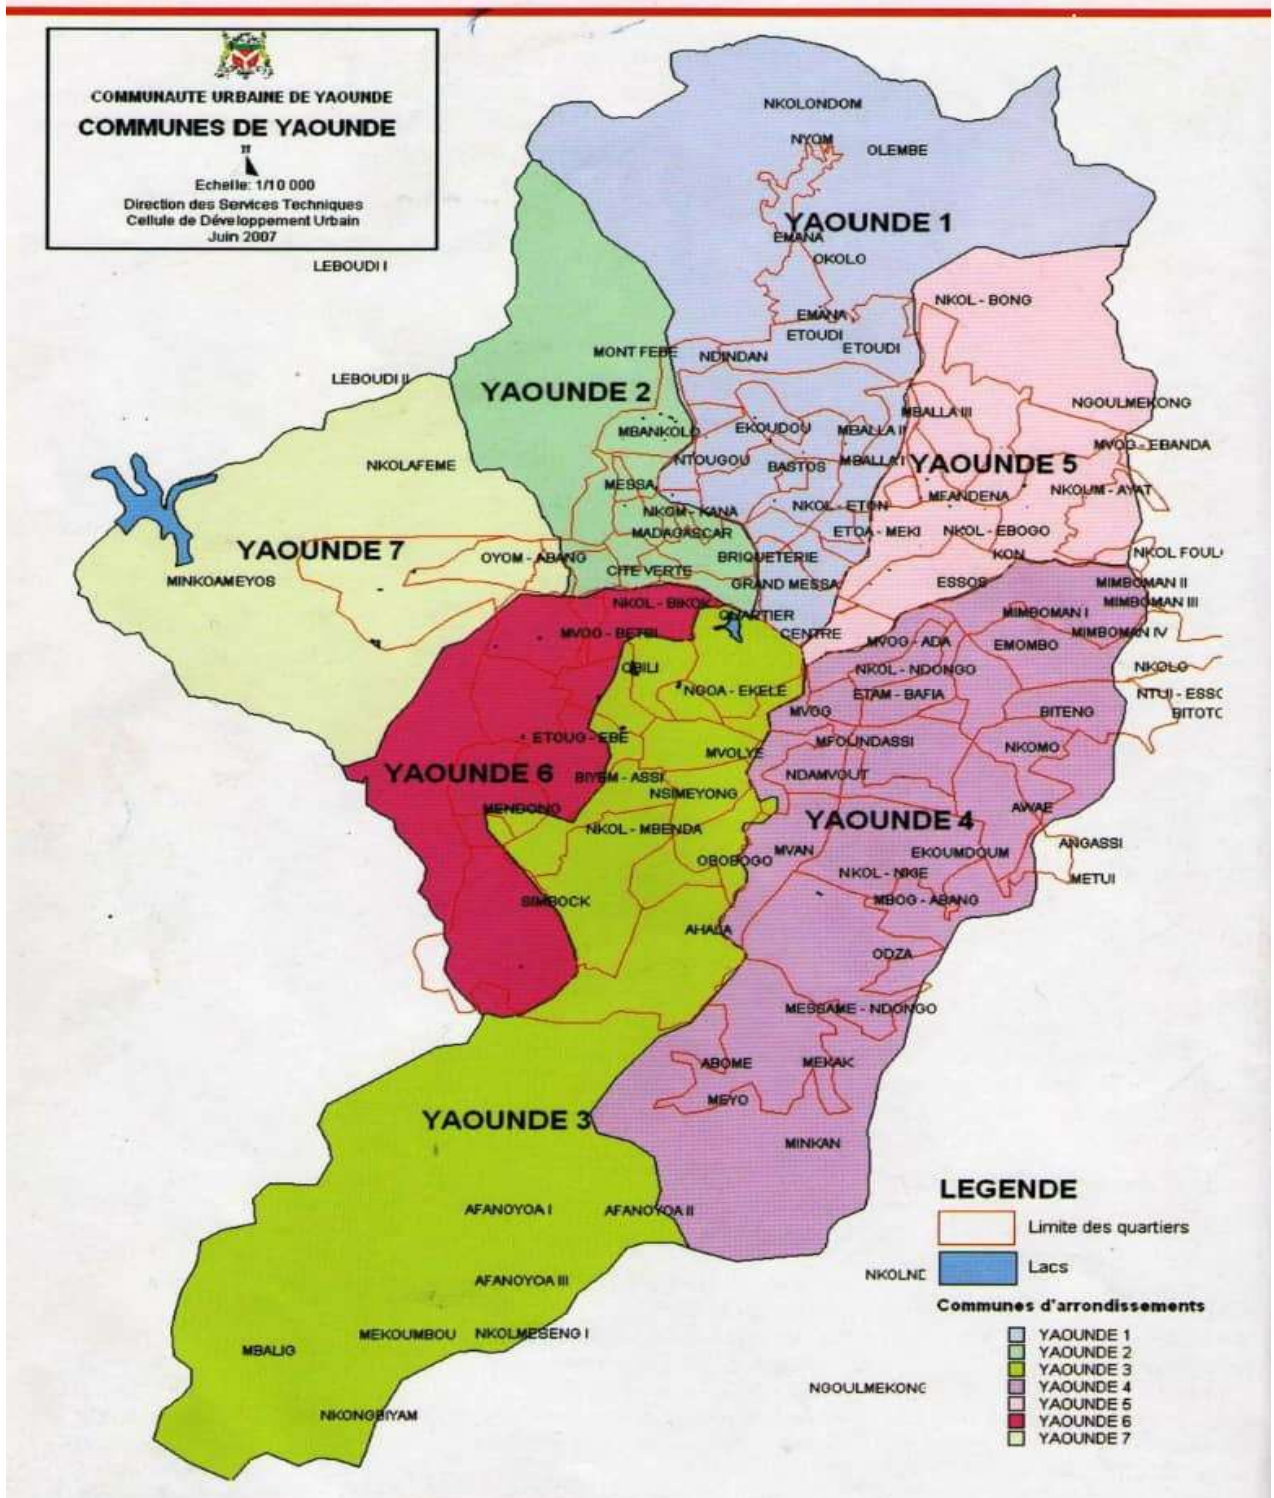 COMMUNAUTE URBAINE DE YAOUNDE
COMMUNES DE YAOUNDE
Echelle: 1/10 000
Direction des Services Techniques
Cellule de Développement Urbain
Juin 2007
LEBOUDI I
NKOLONDOM
NYOM
OLEMBE
YAOUNDE 1
EMANA
OKOLO
NKOL - BONG
EMANA
ETOUDI
ETOUDI
MONT FEBE
NDINDAN
LEBOUDI II
YAOUNDE 2
NGOULMEKONG
MBALLA III
MBANKOLO
EKOUDOU
MBALLA II
MVOG - EBANDA
NKOLAFEME
NTOUGOU
BASTOS
MBALLA I
YAOUNDE 5
MESSA
MFANDENA
NKOUM - AYAT
NKOM - KANA
NKOL - ETON
MADAGASCAR
ETOA - MEKI
NKOL - EBOGO
YAOUNDE 7
OYOM - ABANG
BRIQUETERIE
KON
NKOL FOUL
MINKOAMEYOS
CITE VERTE
GRAND MESSA
ESSOS
MIMBOMAN II
NKOL - BIKOK
QUARTIER
MIMBOMAN I
MIMBOMAN III
MVOG - BETSI
CENTRE
MVOG - ADA
EMOMBO
MIMBOMAN IV
OBILI
NKOL - NDONGO
NKOLO
NGOA - EKELE
ETAM - BAFIA
NTUI - ESSO
MVOG
BITENG
BITOTO
ETOUG - EBE
MVOLYE
MFOUNDASSI
NKOMO
YAOUNDE 6
BIYEM - ASSI
NDAMVOUT
NSIMEYONG
MENDONG
AWAE
NKOL - MBENDA
YAOUNDE 4
ANGASSI
OBOBOGO
MVAN
EKOUMDOUM
NKOL - NKIE
METUI
SIMBOCK
MBOG - ABANG
AHALA
ODZA
MESSAME - NDONGO
ABOME
MEKAK
MEYO
YAOUNDE 3
MINKAN
AFANOYOA I
AFANOYOA II
AFANOYOA III
NKOLND
MEKOUMBOU
NKOLMESENG I
MBALIG
NGOULMEKONG
NKONGBIYAM
LEGENDE
Limite des quartiers
Lacs
Communes d'arrondissements
YAOUNDE 1
YAOUNDE 2
YAOUNDE 3
YAOUNDE 4
YAOUNDE 5
YAOUNDE 6
YAOUNDE 7